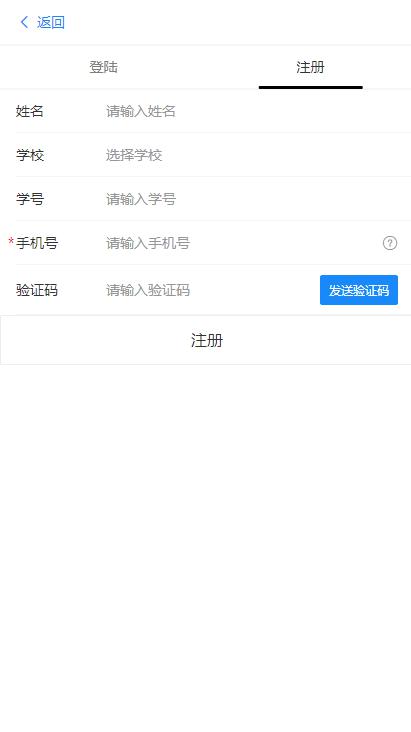 返回
登陆 注册
姓名 请输入姓名
学校 选择学校
学号 请输入学号
*手机号 请输入手机号 ?
验证码 请输入验证码 发送验证码
注册